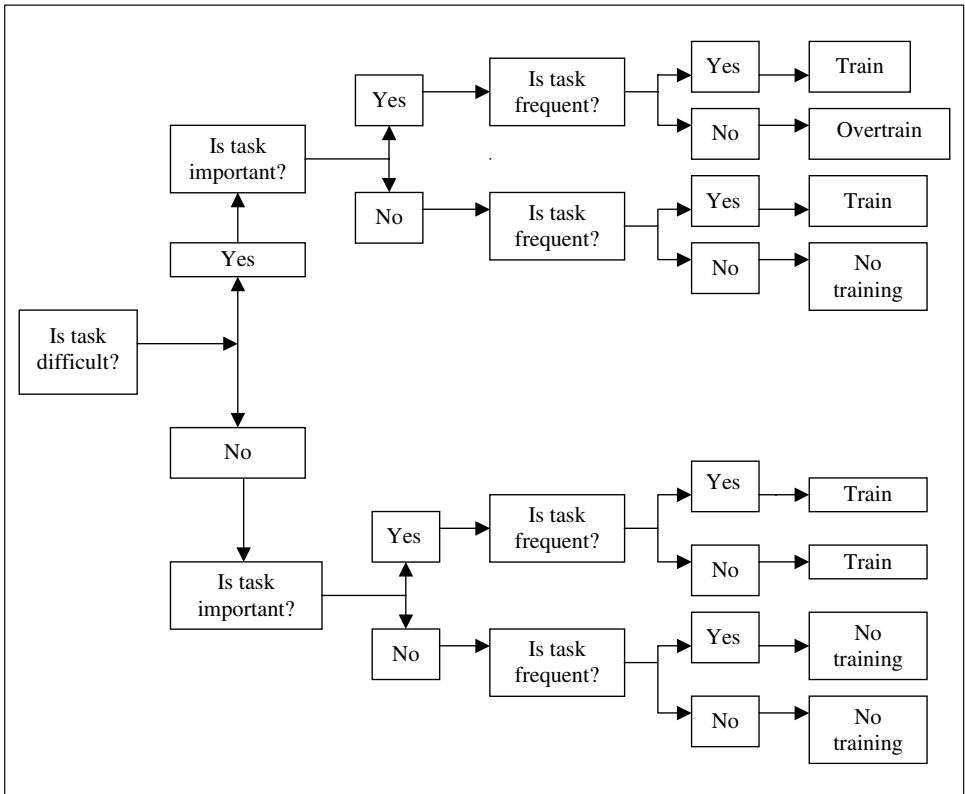 Is task
difficult?
Yes
Is task
important?
Yes
Is task
frequent?
Yes
Train
No
Overtrain
No
Is task
frequent?
Yes
Train
No
No
training
No
Is task
important?
Yes
Is task
frequent?
Yes
Train
No
Train
No
Is task
frequent?
Yes
No
training
No
No
training